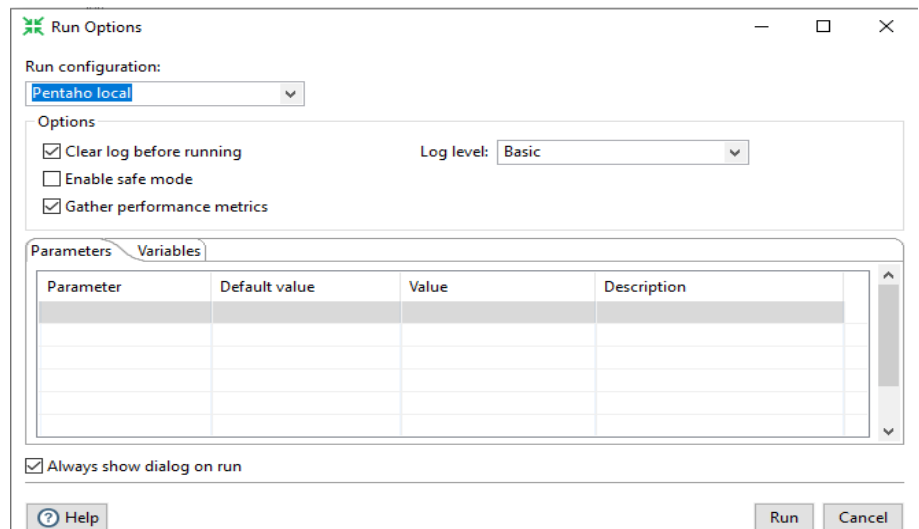 Run Options
Run configuration:
Pentaho local
Options
Clear log before running
Log level: Basic
Enable safe mode
Gather performance metrics
Parameters Variables
Parameter Default value Value Description
Always show dialog on run
Help Run Cancel